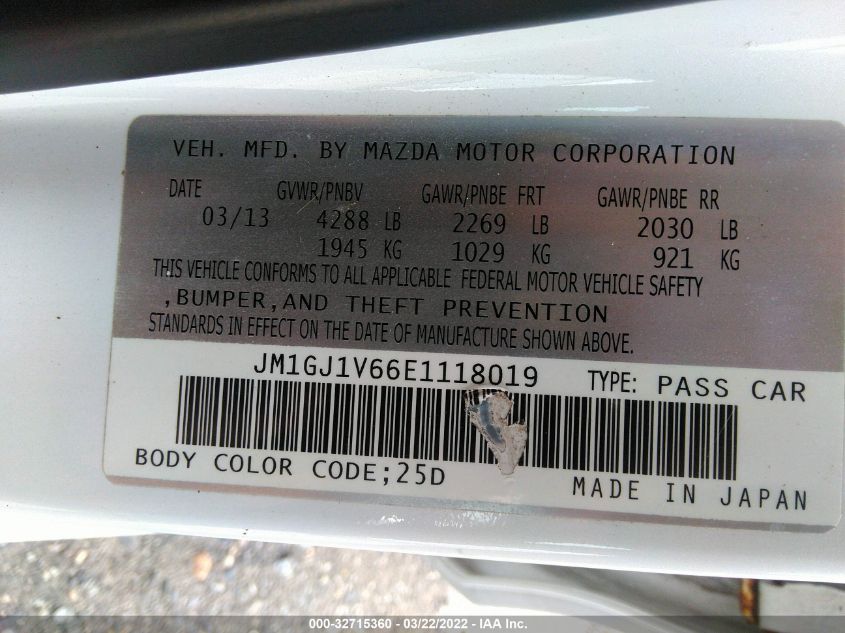 VEH. MFD. BY MAZDA MOTOR CORPORATION
DATE GVWR/PNBV GAWR/PNBE FRT GAWR/PNBE RR
03/13 4288 LB 2269 LB 2030 LB
1945 KG 1029 KG 921 KG
THIS VEHICLE CONFORMS TO ALL APPLICABLE FEDERAL MOTOR VEHICLE SAFETY
,BUMPER,AND THEFT PREVENTION
STANDARDS IN EFFECT ON THE DATE OF MANUFACTURE SHOWN ABOVE.
JM1GJ1V66E1118019 TYPE: PASS CAR
BODY COLOR CODE;25D
MADE IN JAPAN
000-32715360 - 03/22/2022 - IAA Inc.